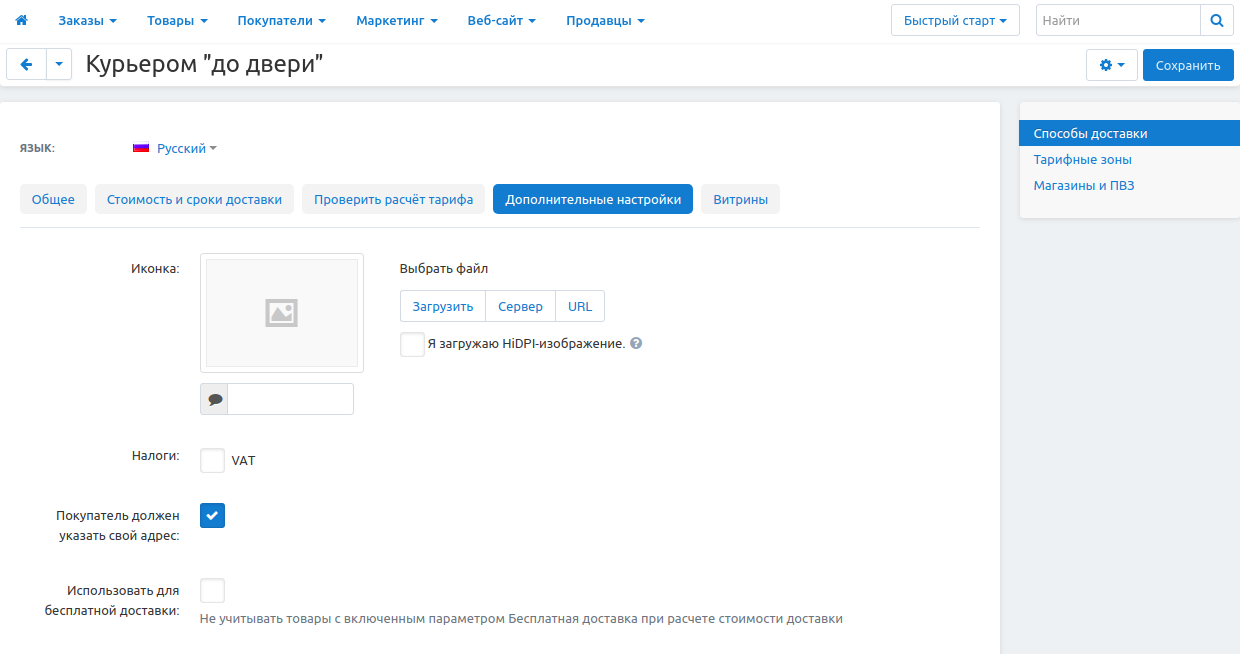 Заказы Товары Покупатели Маркетинг Веб-сайт Продавцы Быстрый старт Найти
Курьером "до двери" Сохранить
ЯЗЫК: Русский
Способы доставки
Тарифные зоны
Магазины и ПВЗ
Общее Стоимость и сроки доставки Проверить расчёт тарифа Дополнительные настройки Витрины
Иконка: Выбрать файл
Загрузить Сервер URL
Я загружаю HiDPI-изображение. ?
Налоги: VAT
Покупатель должен
указать свой адрес:
Использовать для
бесплатной доставки:
Не учитывать товары с включенным параметром Бесплатная доставка при расчете стоимости доставки